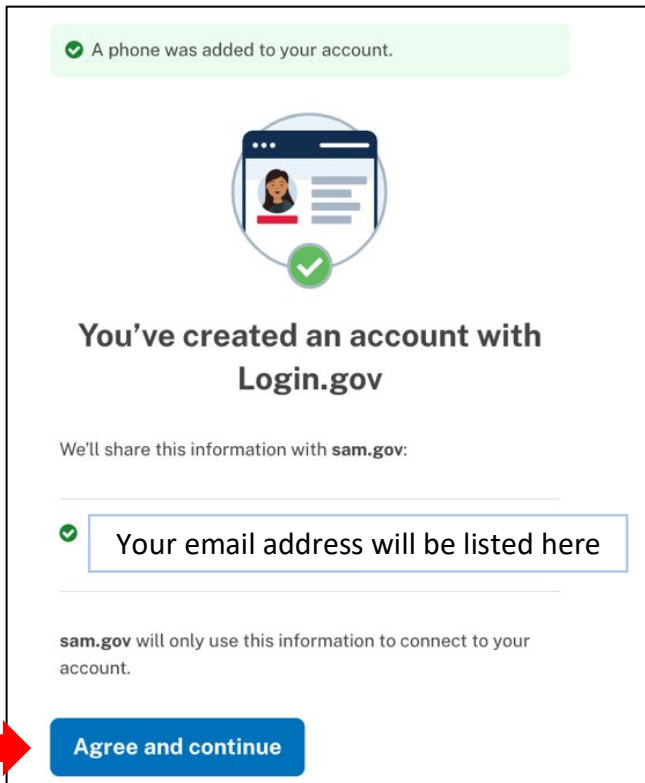 A phone was added to your account.
You’ve created an account with
Login.gov
We’ll share this information with sam.gov:
Your email address will be listed here
sam.gov will only use this information to connect to your
account.
Agree and continue